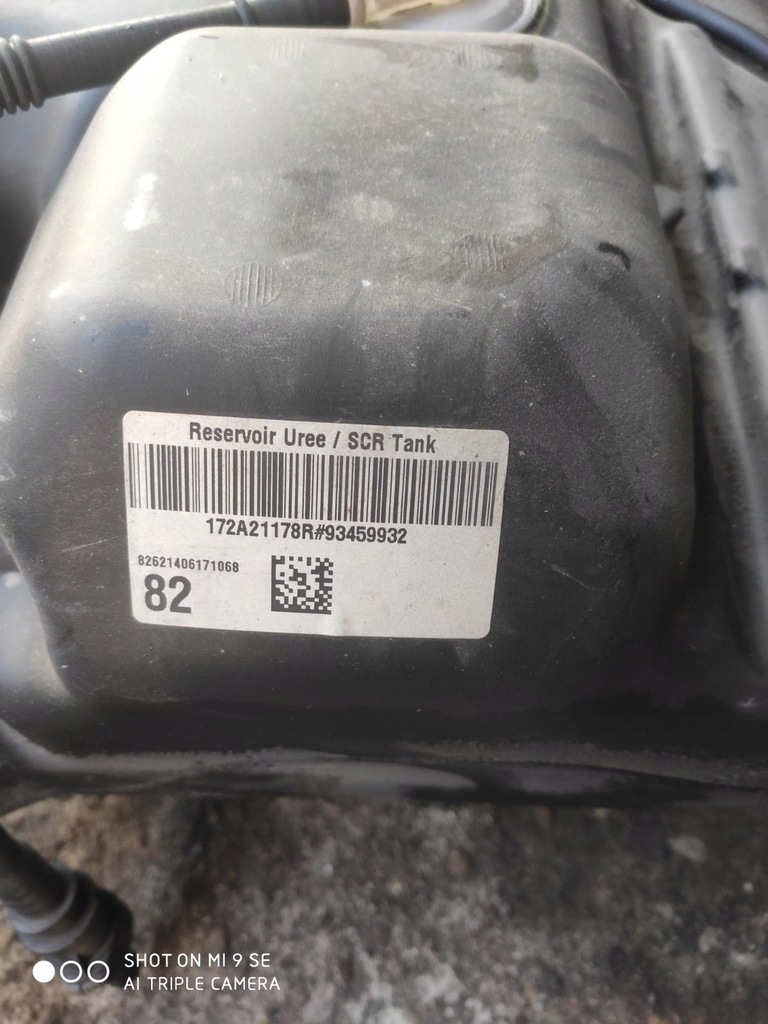 Reservoir Uree / SCR Tank
172A21178R#93459932
82621406171068
82
SHOT ON MI 9 SE
AI TRIPLE CAMERA